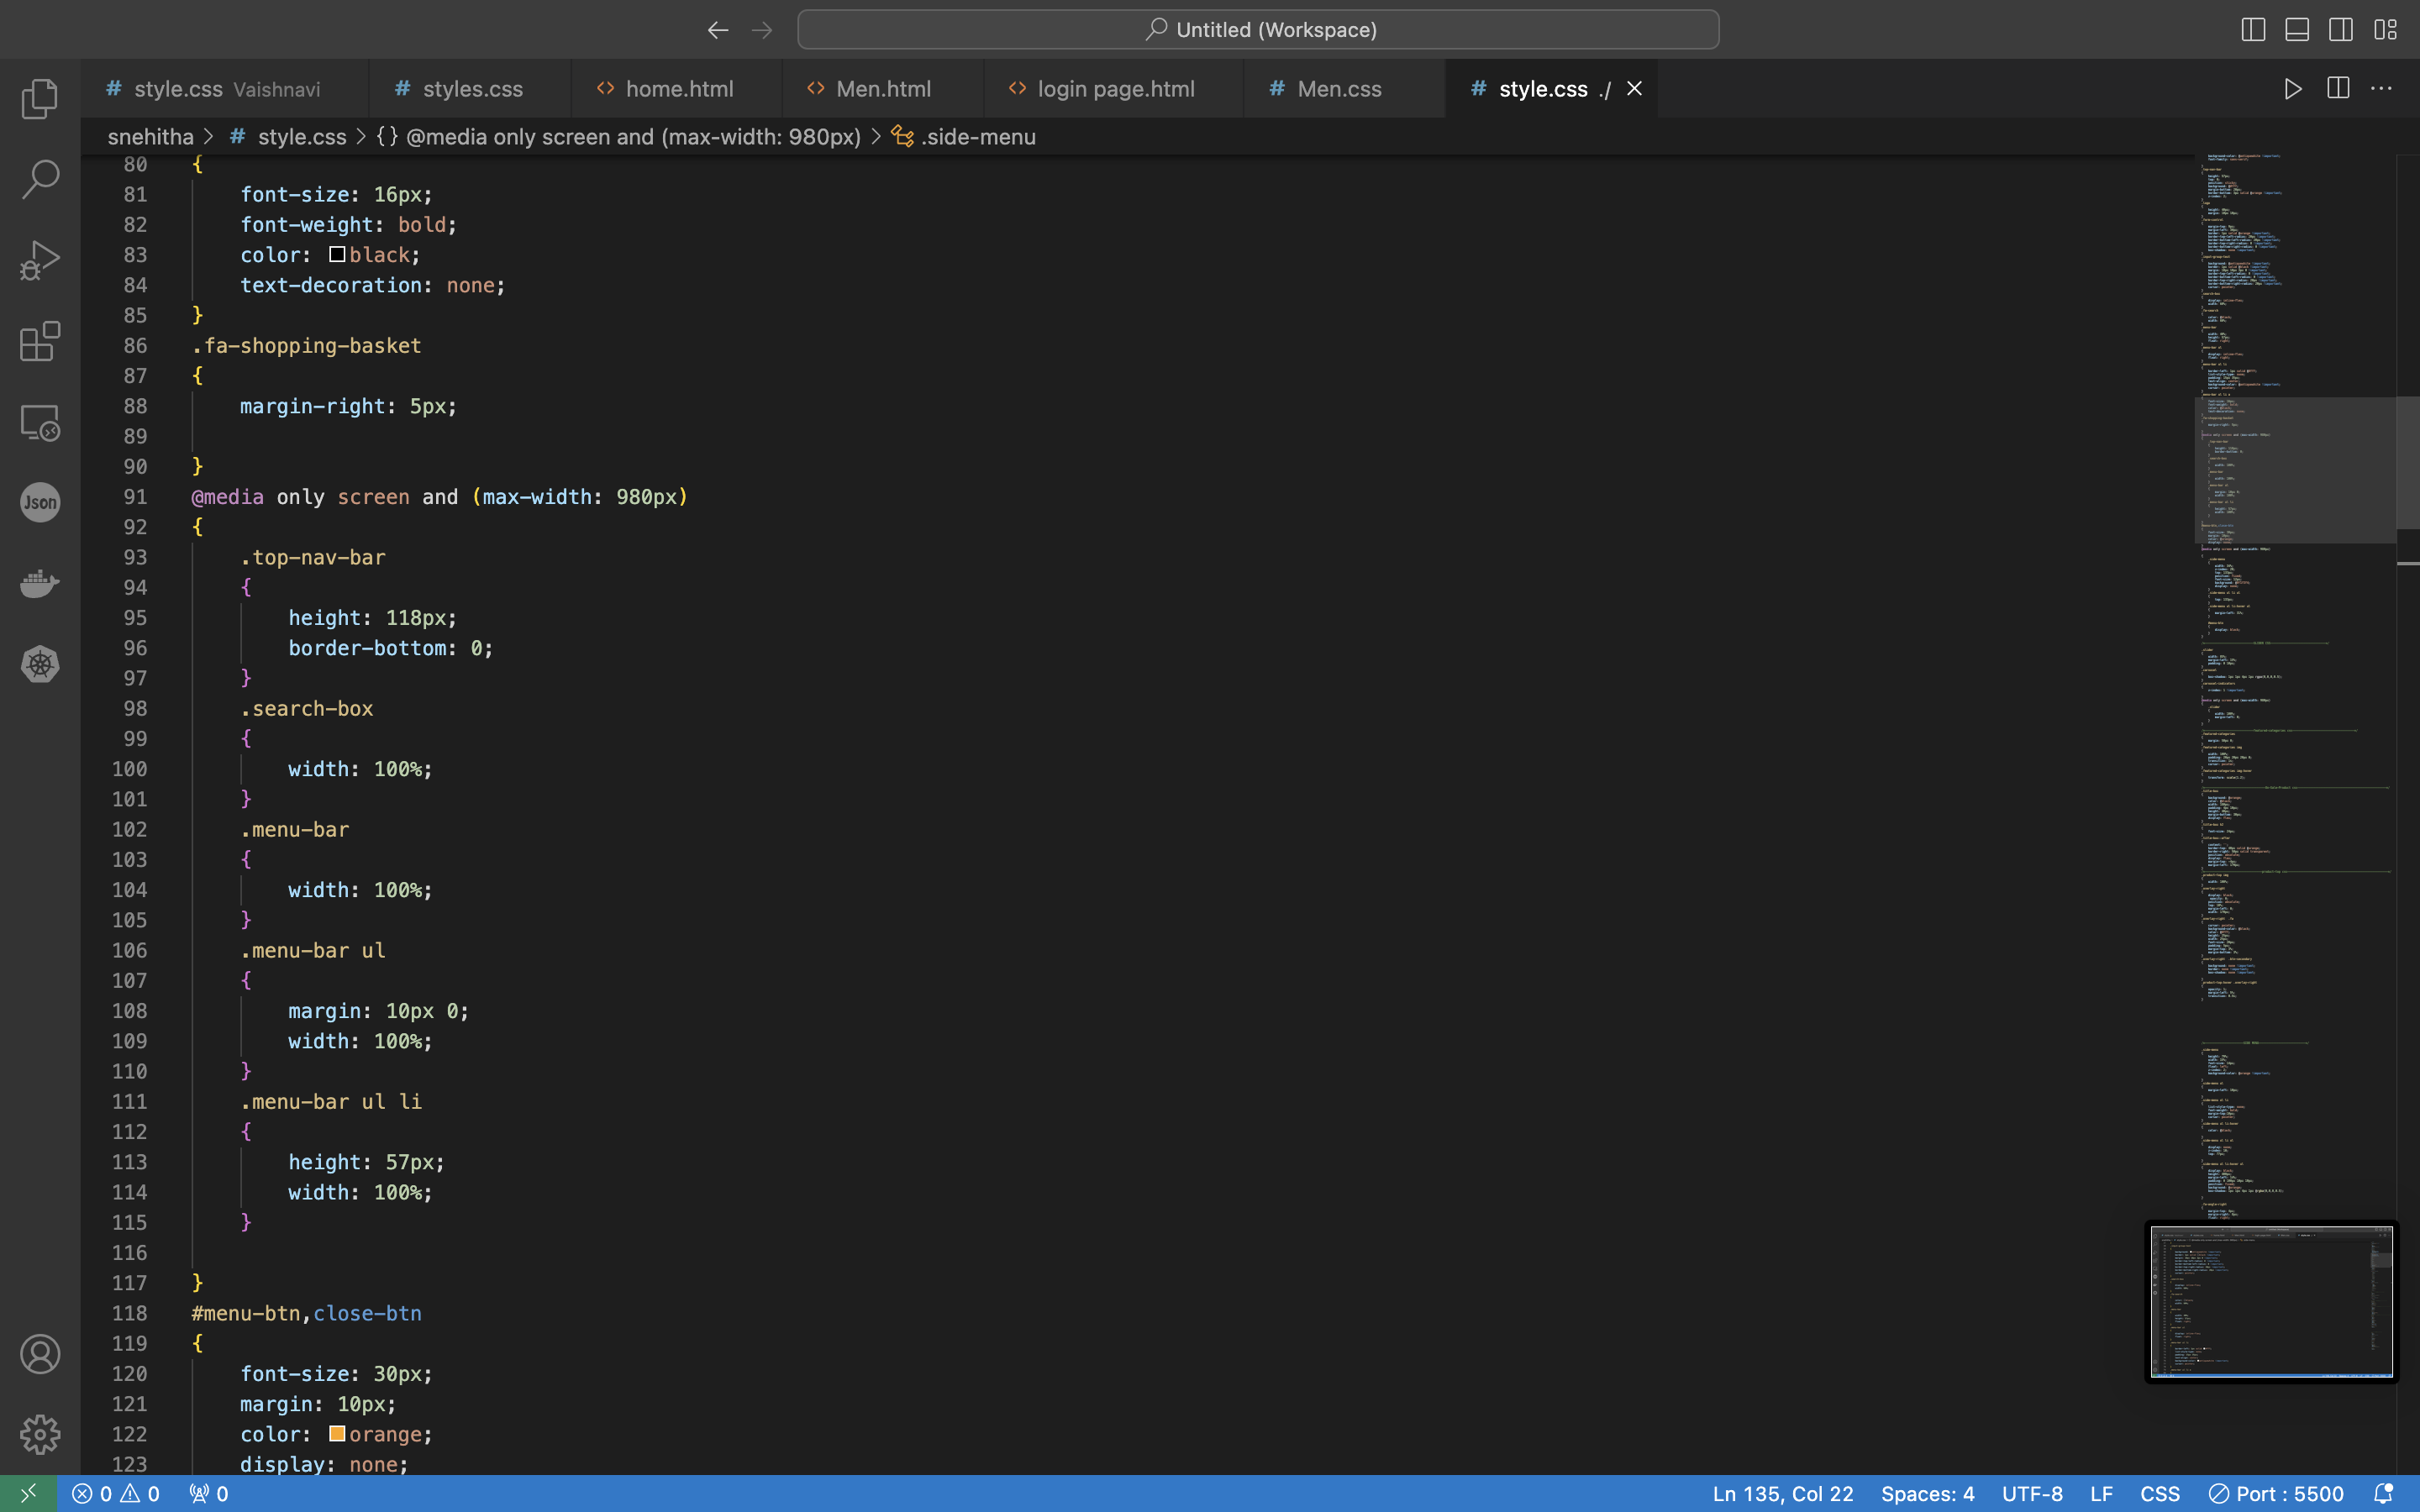 Untitled (Workspace)
# style.css Vaishnavi # styles.css <> home.html <> Men.html <> login page.html # Men.css # style.css ./
snehitha > # style.css > {} @media only screen and (max-width: 980px) > .side-menu
80 {
81 font-size: 16px;
82 font-weight: bold;
83 color: black;
84 text-decoration: none;
85 }
86 .fa-shopping-basket
87 {
88 margin-right: 5px;
89
90 }
91 @media only screen and (max-width: 980px)
92 {
93 .top-nav-bar
94 {
95 height: 118px;
96 border-bottom: 0;
97 }
98 .search-box
99 {
100 width: 100%;
101 }
102 .menu-bar
103 {
104 width: 100%;
105 }
106 .menu-bar ul
107 {
108 margin: 10px 0;
109 width: 100%;
110 }
111 .menu-bar ul li
112 {
113 height: 57px;
114 width: 100%;
115 }
116
117 }
118 #menu-btn,close-btn
119 {
120 font-size: 30px;
121 margin: 10px;
122 color: orange;
123 display: none;
Json
0 0 0 Ln 135, Col 22 Spaces: 4 UTF-8 LF CSS Port : 5500